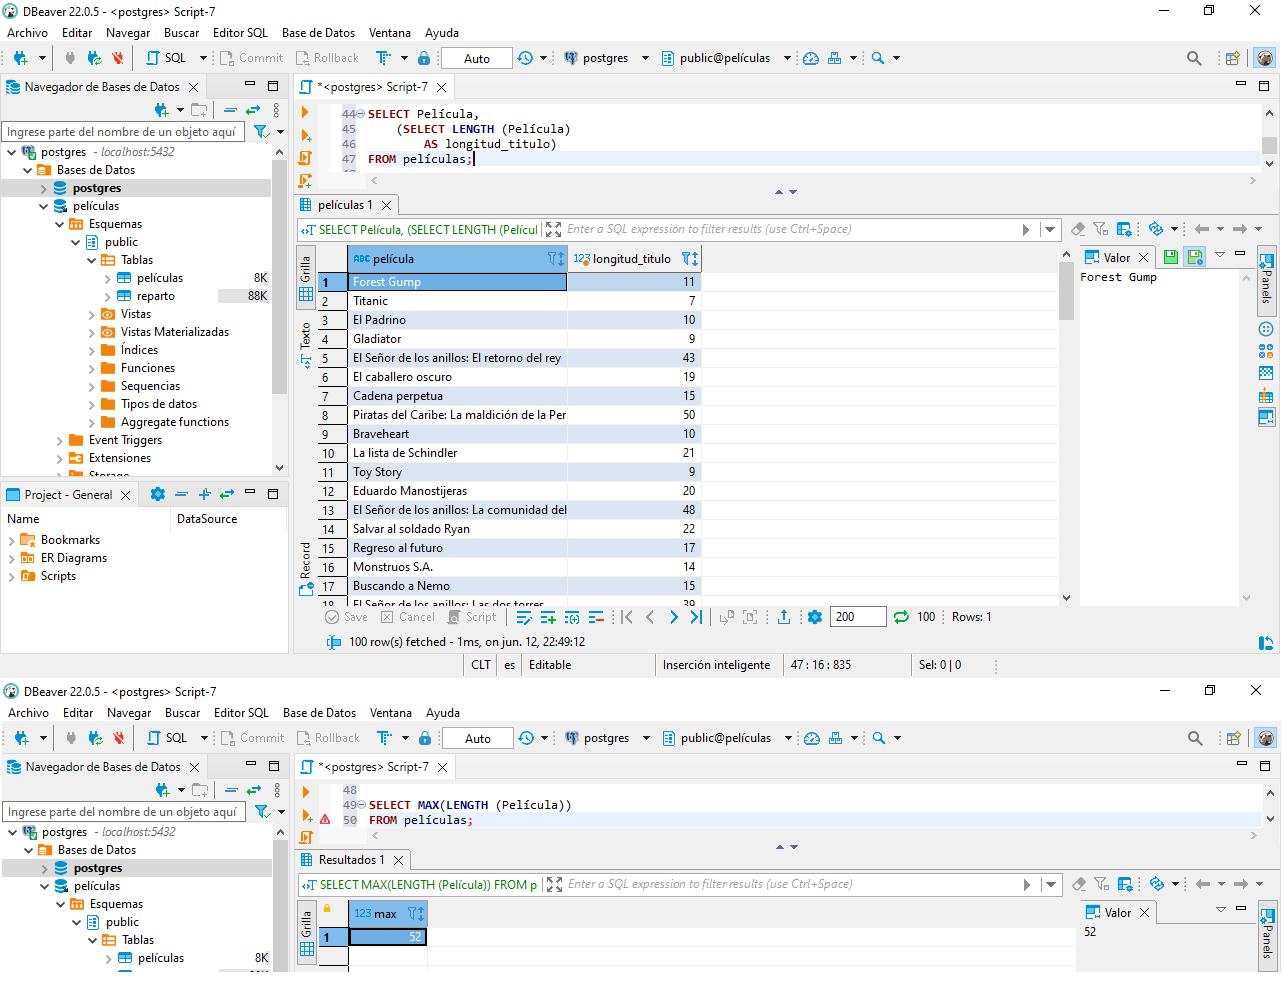 DBeaver 22.0.5 - <postgres> Script-7
Archivo Editar Navegar Buscar Editor SQL Base de Datos Ventana Ayuda
SQL Commit Rollback Auto postgres public@películas
Navegador de Bases de Datos
Ingrese parte del nombre de un objeto aquí
postgres - localhost:5432
Bases de Datos
postgres
películas
Esquemas
public
Tablas
películas 8K
reparto 88K
Vistas
Vistas Materializadas
Índices
Funciones
Sequencias
Tipos de datos
Aggregate functions
Event Triggers
Extensiones
Storage
Project - General
Name DataSource
Bookmarks
ER Diagrams
Scripts
*<postgres> Script-7
44 SELECT Película,
45 (SELECT LENGTH (Película)
46 AS longitud_titulo)
47 FROM películas;
películas 1
SELECT Película, (SELECT LENGTH (Pelícu Enter a SQL expression to filter results (use Ctrl+Space)
Grilla
Texto
Record
ABC película 123 longitud_titulo
1 Forest Gump 11
2 Titanic 7
3 El Padrino 10
4 Gladiator 9
5 El Señor de los anillos: El retorno del rey 43
6 El caballero oscuro 19
7 Cadena perpetua 15
8 Piratas del Caribe: La maldición de la Per 50
9 Braveheart 10
10 La lista de Schindler 21
11 Toy Story 9
12 Eduardo Manostijeras 20
13 El Señor de los anillos: La comunidad del 48
14 Salvar al soldado Ryan 22
15 Regreso al futuro 17
16 Monstruos S.A. 14
17 Buscando a Nemo 15
18 El Señor de los anillos: Las dos torres 39
Valor
Forest Gump
Panels
Save Cancel Script 200 100 Rows: 1
100 row(s) fetched - 1ms, on jun. 12, 22:49:12
CLT es Editable Inserción inteligente 47 : 16 : 835 Sel: 0 | 0
DBeaver 22.0.5 - <postgres> Script-7
Archivo Editar Navegar Buscar Editor SQL Base de Datos Ventana Ayuda
SQL Commit Rollback Auto postgres public@películas
Navegador de Bases de Datos
Ingrese parte del nombre de un objeto aquí
postgres - localhost:5432
Bases de Datos
postgres
películas
Esquemas
public
Tablas
películas 8K
*<postgres> Script-7
48
49 SELECT MAX(LENGTH (Película))
50 FROM películas;
Resultados 1
SELECT MAX(LENGTH (Película)) FROM p Enter a SQL expression to filter results (use Ctrl+Space)
Grilla
123 max
1 52
Valor
52
Panels